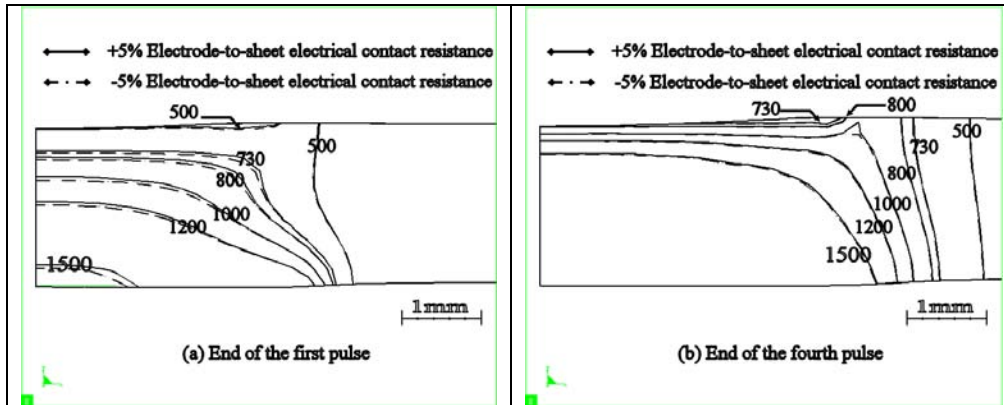 +5% Electrode-to-sheet electrical contact resistance
-5% Electrode-to-sheet electrical contact resistance
500
500
730
800
1000
1200
1500
1mm
(a) End of the first pulse
+5% Electrode-to-sheet electrical contact resistance
-5% Electrode-to-sheet electrical contact resistance
730
800
500
730
800
1000
1200
1500
1mm
(b) End of the fourth pulse